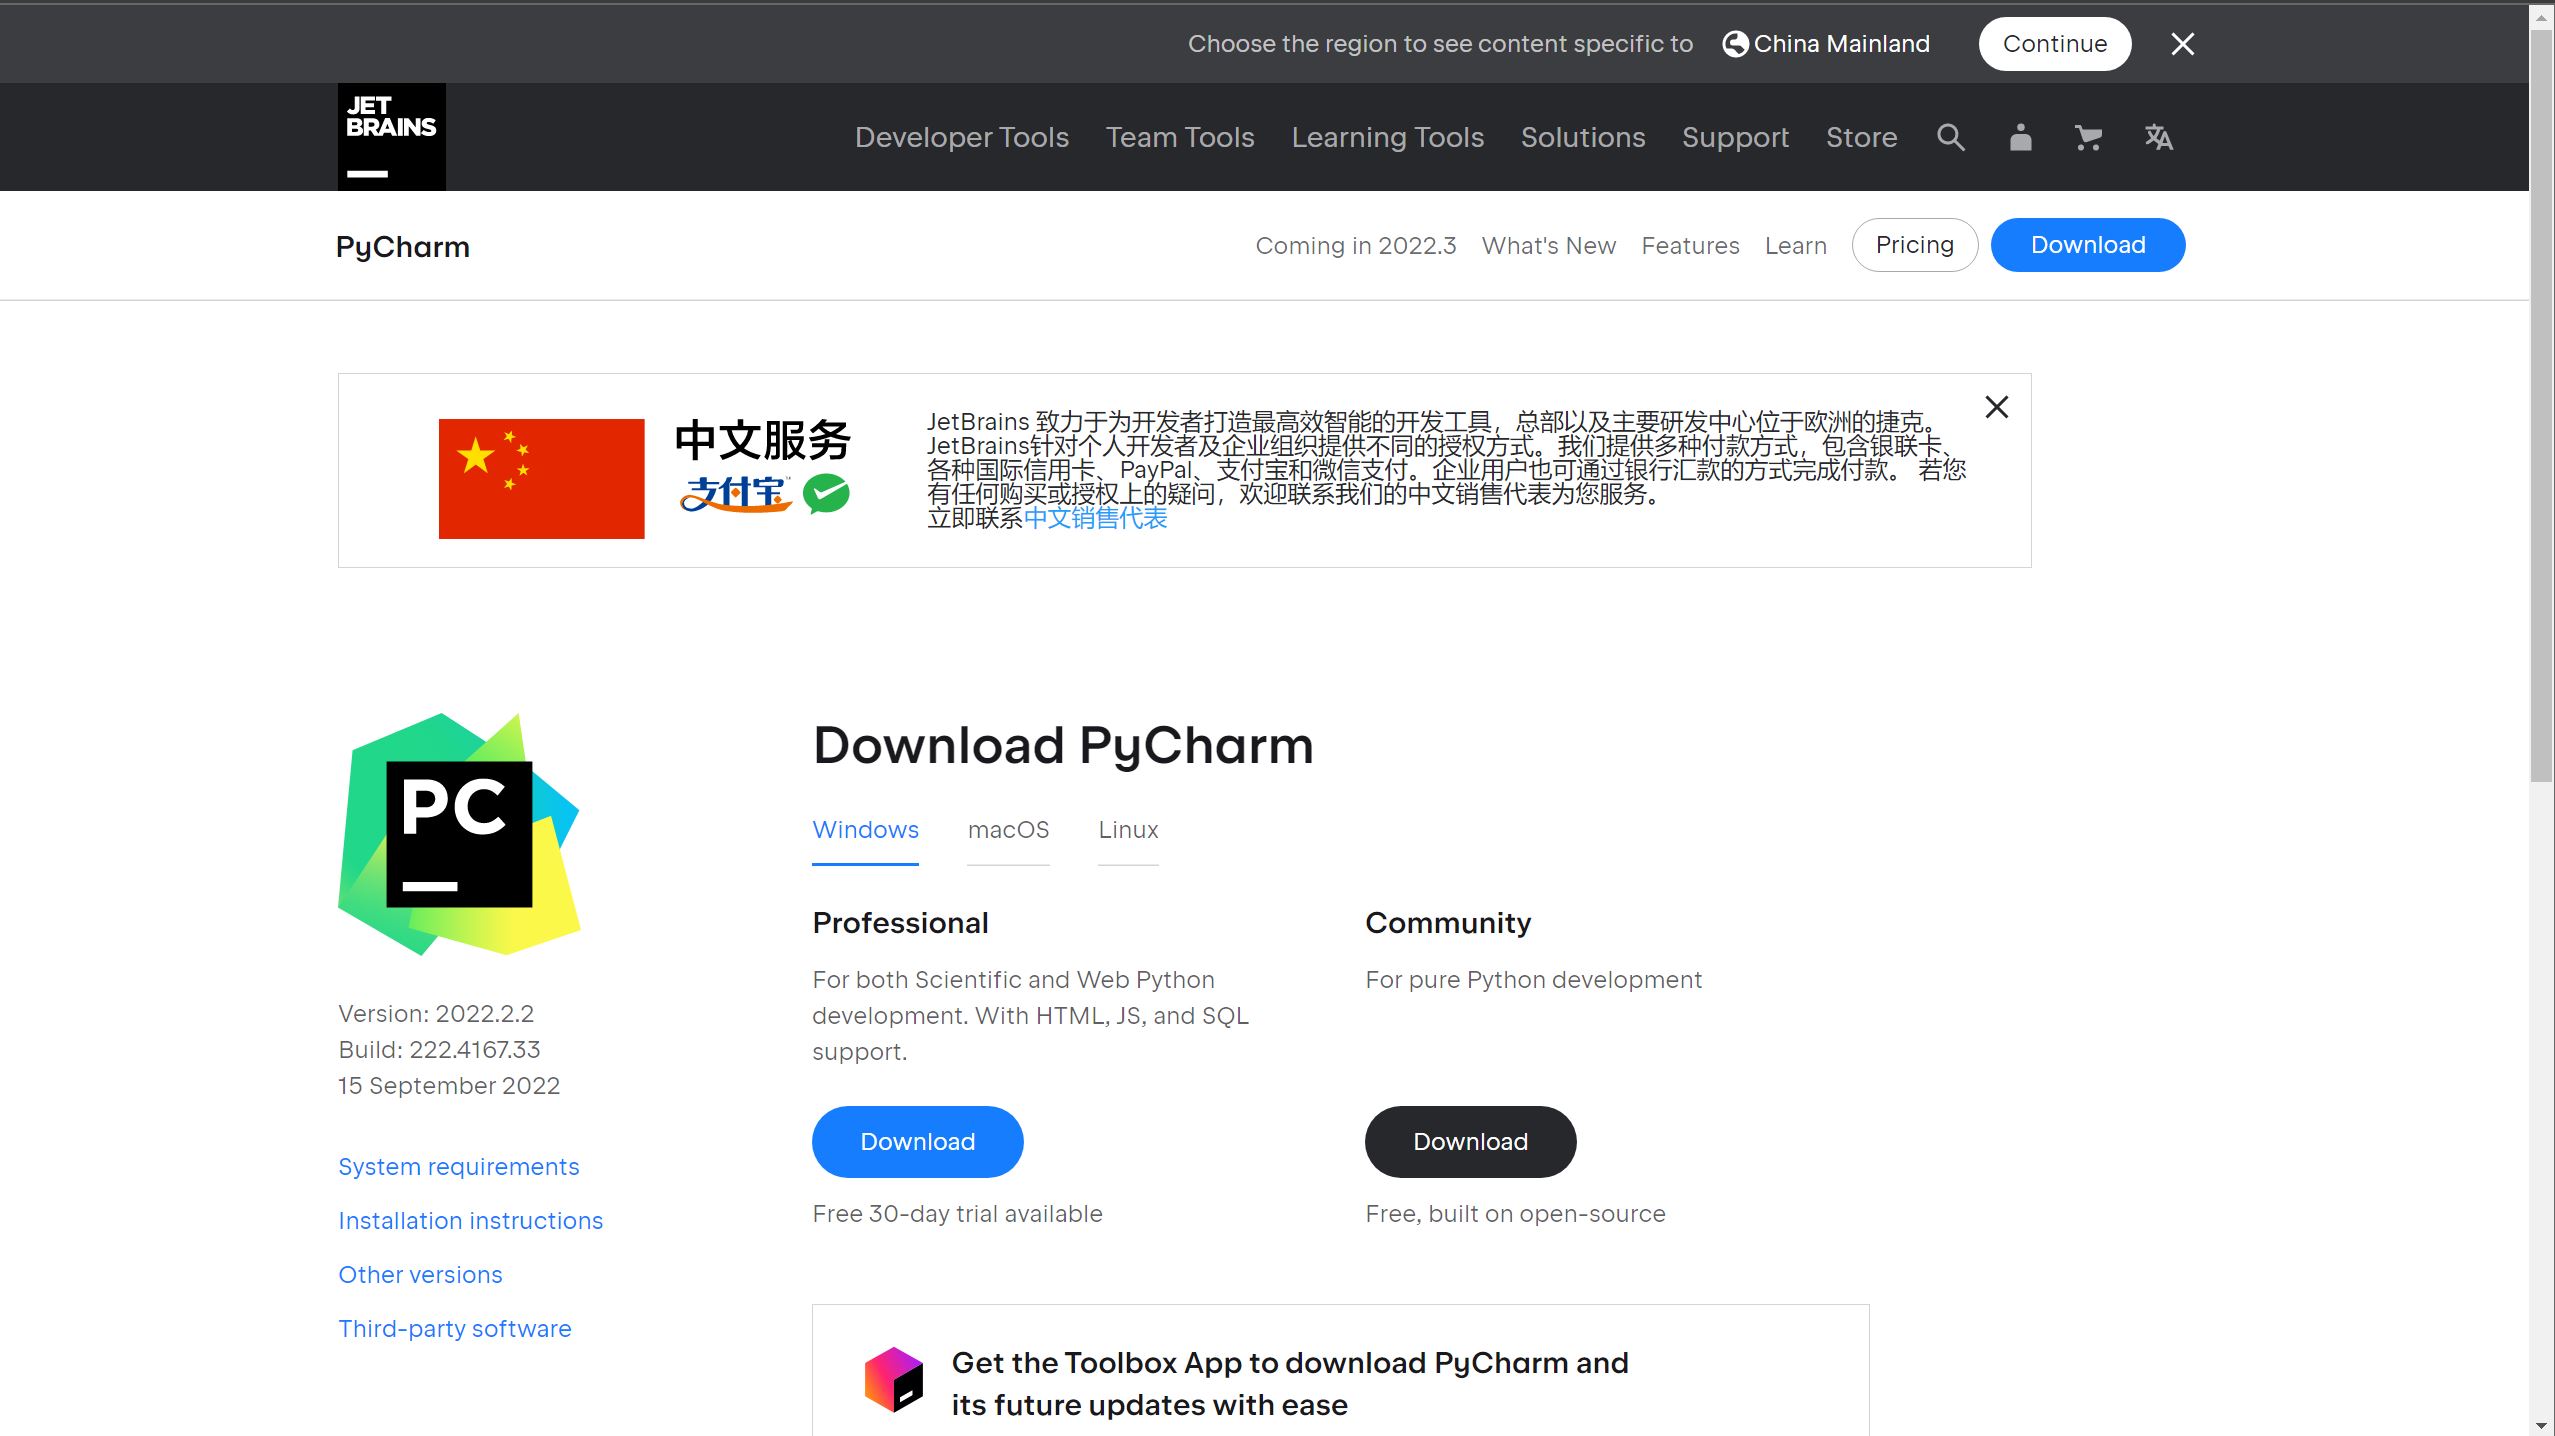 Choose the region to see content specific to China Mainland Continue
JET
BRAINS
Developer Tools Team Tools Learning Tools Solutions Support Store
PyCharm Coming in 2022.3 What's New Features Learn Pricing Download
中文服务
支付宝
JetBrains 致力于为开发者打造最高效智能的开发工具，总部以及主要研发中心位于欧洲的捷克。
JetBrains针对个人开发者及企业组织提供不同的授权方式。我们提供多种付款方式，包含银联卡、
各种国际信用卡、PayPal、支付宝和微信支付。企业用户也可通过银行汇款的方式完成付款。 若您
有任何购买或授权上的疑问，欢迎联系我们的中文销售代表为您服务。
立即联系中文销售代表
PC
Version: 2022.2.2
Build: 222.4167.33
15 September 2022
System requirements
Installation instructions
Other versions
Third-party software
Download PyCharm
Windows macOS Linux
Professional
For both Scientific and Web Python
development. With HTML, JS, and SQL
support.
Download
Free 30-day trial available
Community
For pure Python development
Download
Free, built on open-source
Get the Toolbox App to download PyCharm and
its future updates with ease